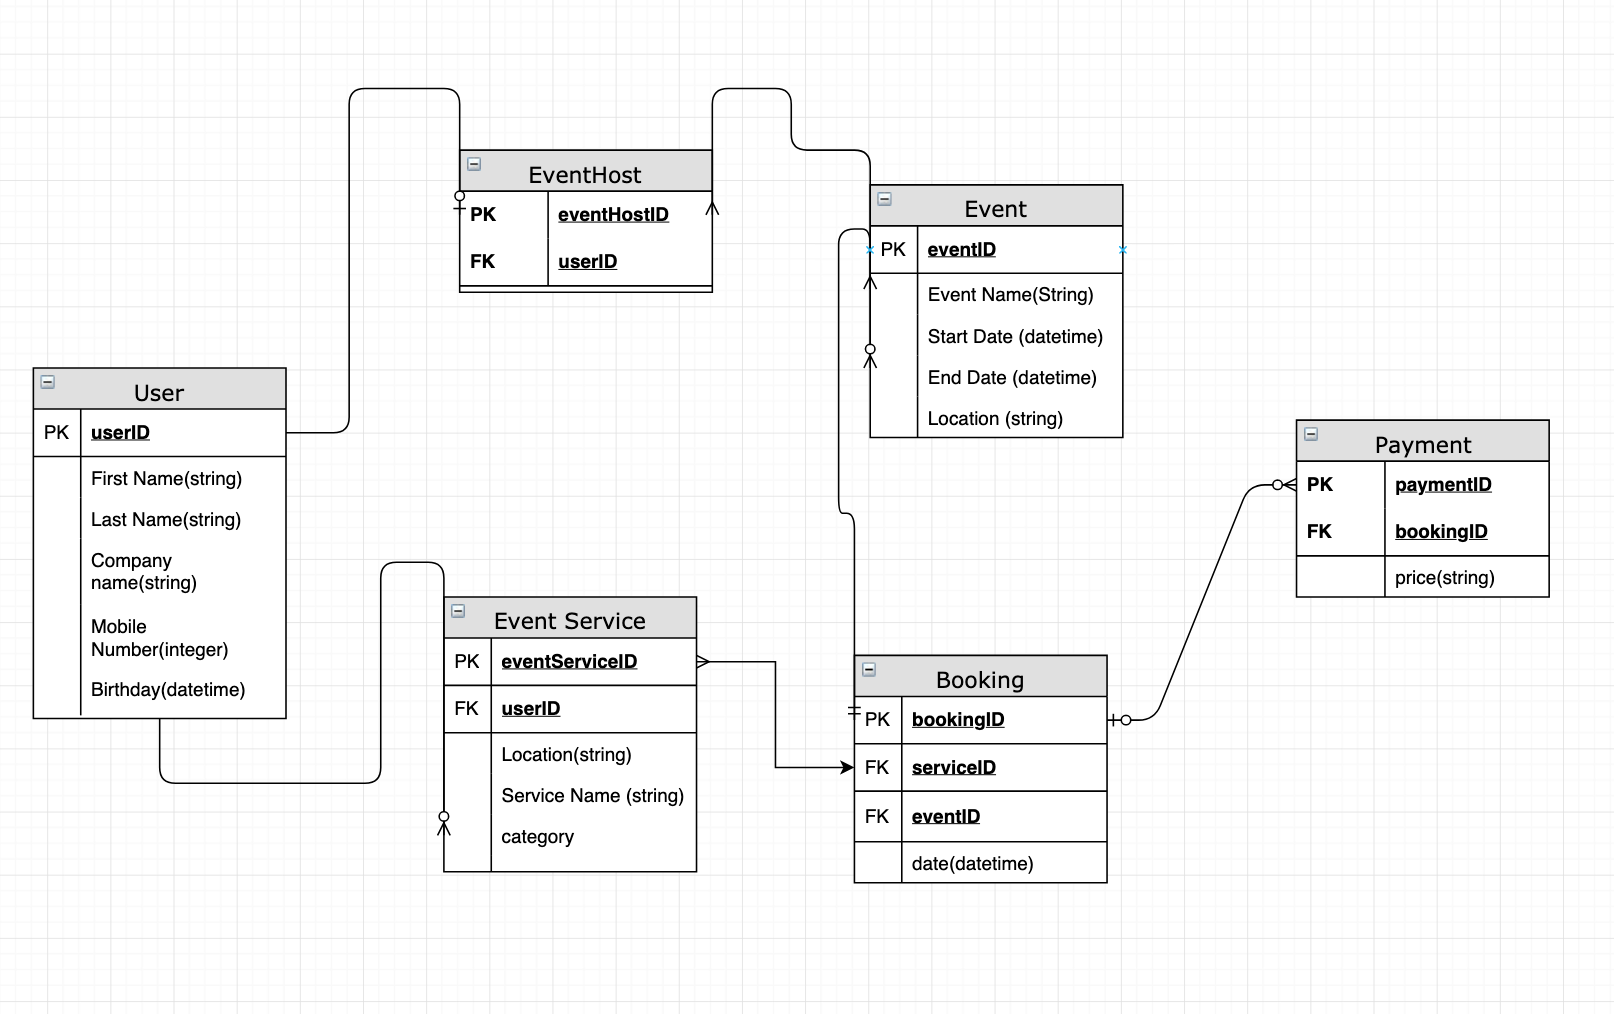 EventHost
PK eventHostID
FK userID
Event
PK eventID
Event Name(String)
Start Date (datetime)
End Date (datetime)
Location (string)
User
PK userID
First Name(string)
Last Name(string)
Company
name(string)
Mobile
Number(integer)
Birthday(datetime)
Payment
PK paymentID
FK bookingID
price(string)
Event Service
PK eventServiceID
FK userID
Location(string)
Service Name (string)
category
Booking
PK bookingID
FK serviceID
FK eventID
date(datetime)